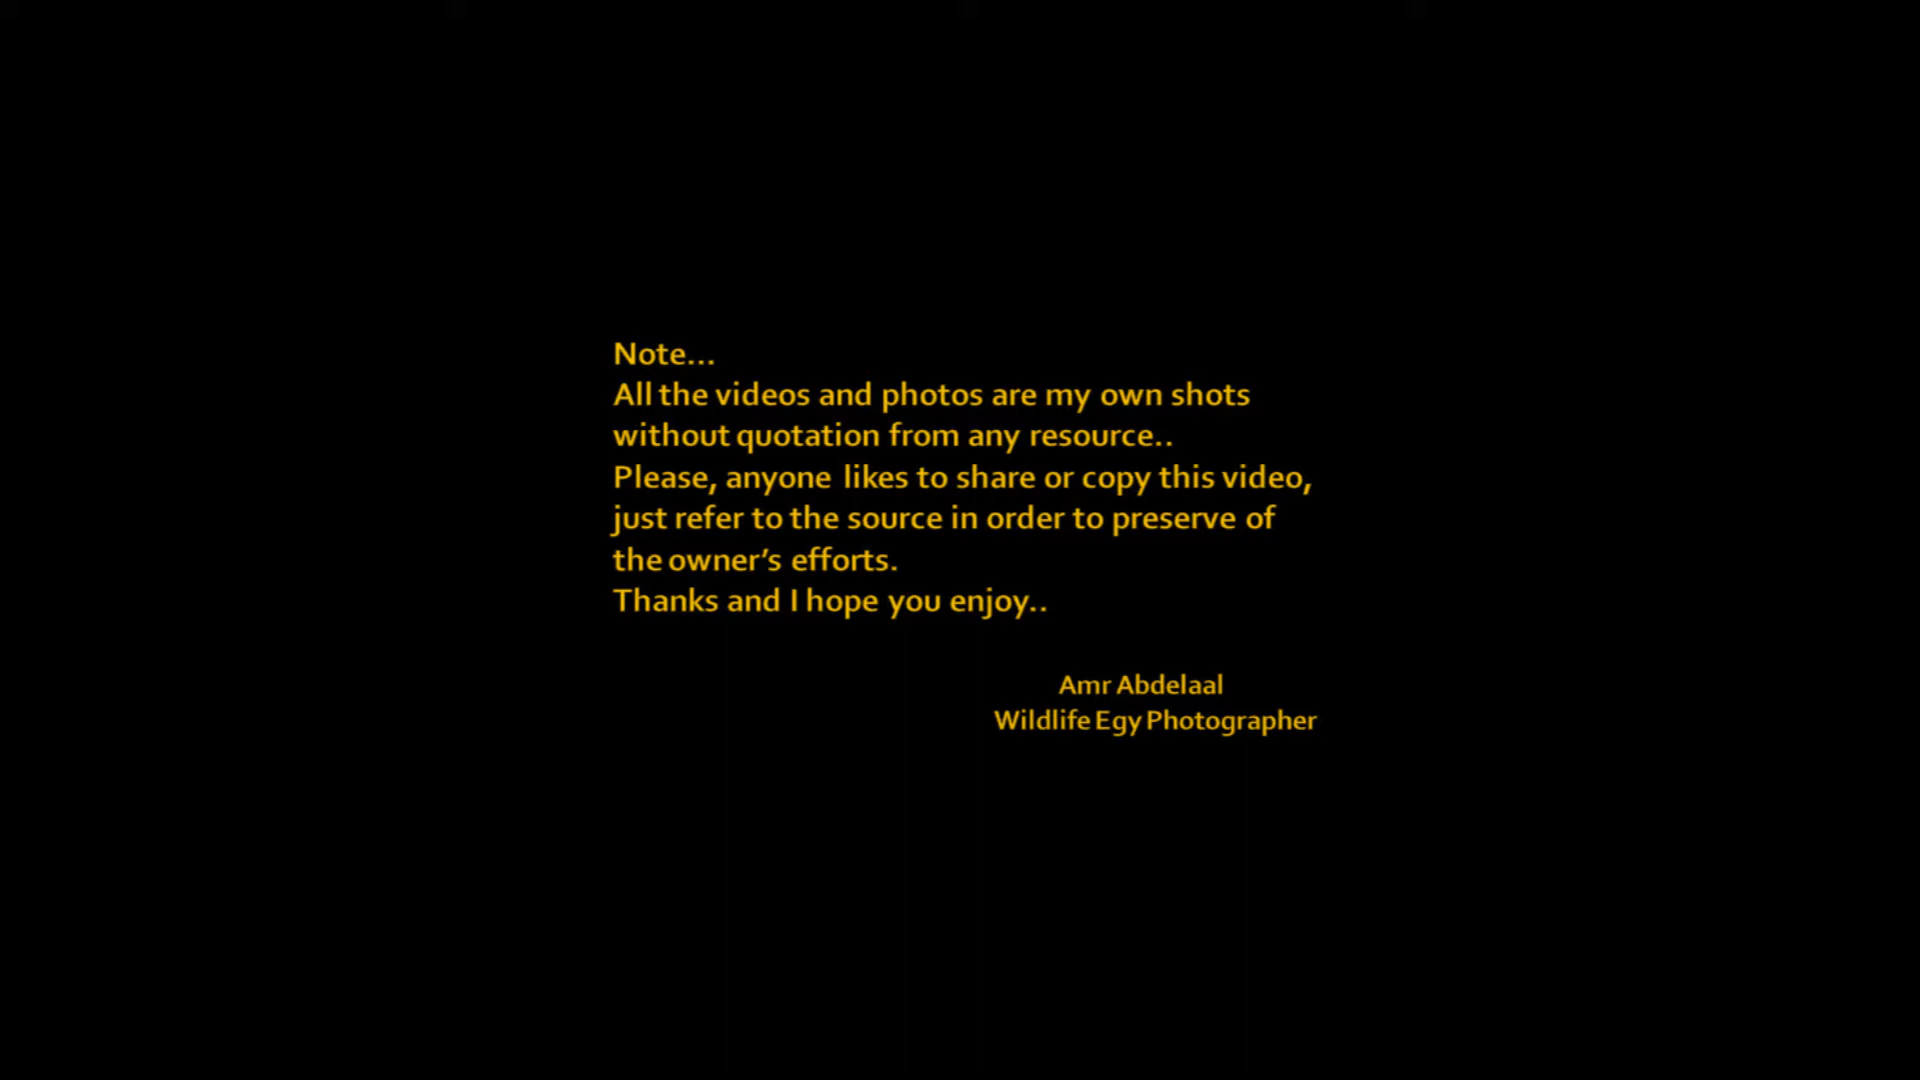 Note...
All the videos and photos are my own shots
without quotation from any resource..
Please, anyone likes to share or copy this video,
just refer to the source in order to preserve of
the owner’s efforts.
Thanks and I hope you enjoy..
Amr Abdelaal
Wildlife Egy Photographer